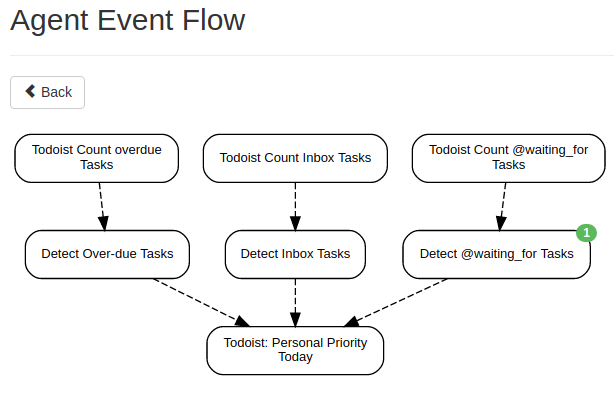 Agent Event Flow
Back
Todoist Count overdue
Tasks
Todoist Count Inbox Tasks
Todoist Count @waiting_for
Tasks
Detect Over-due Tasks
Detect Inbox Tasks
Detect @waiting_for Tasks
1
Todoist: Personal Priority
Today